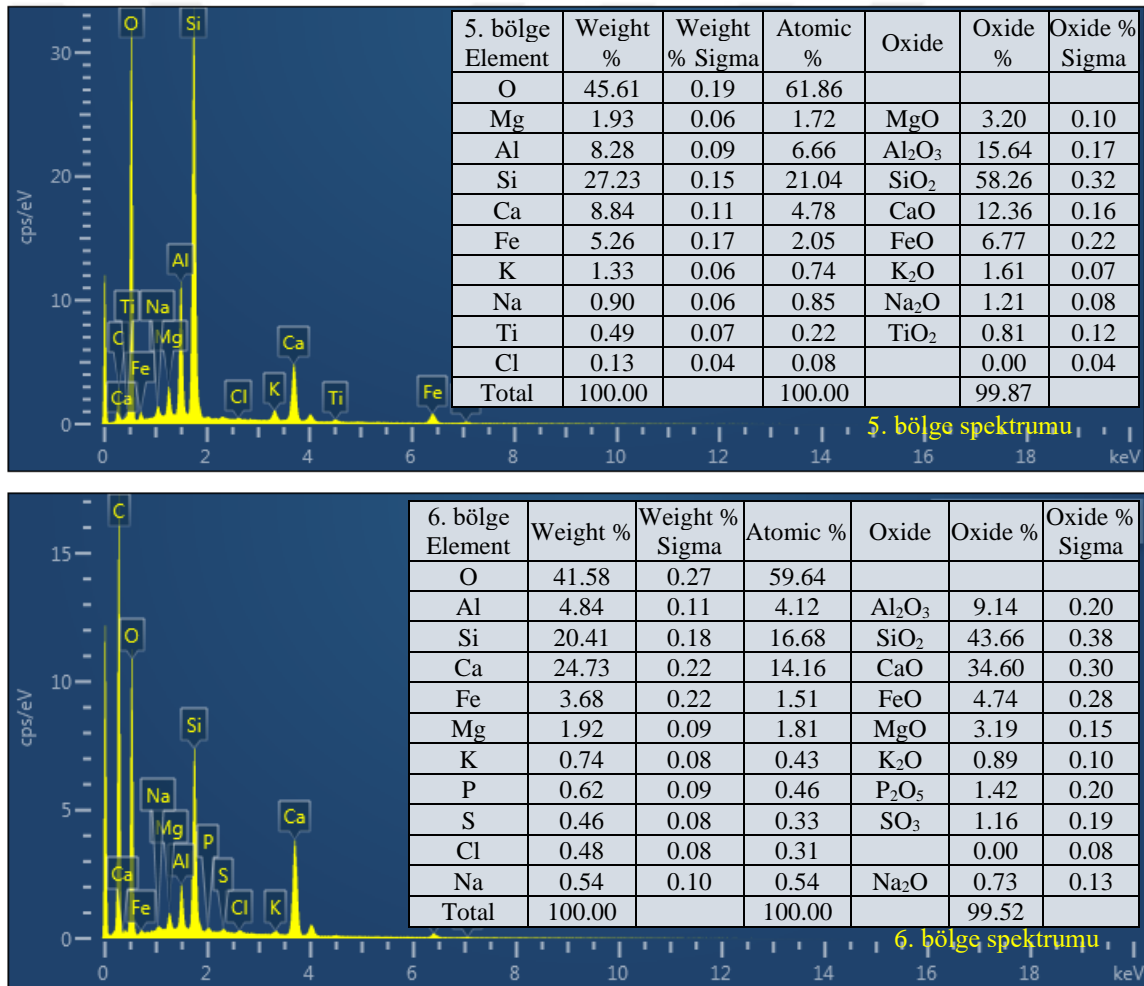 5. bölge Element Weight % Weight % Sigma Atomic % Oxide Oxide % Oxide % Sigma
O 45.61 0.19 61.86
Mg 1.93 0.06 1.72 MgO 3.20 0.10
Al 8.28 0.09 6.66 Al₂O₃ 15.64 0.17
Si 27.23 0.15 21.04 SiO₂ 58.26 0.32
Ca 8.84 0.11 4.78 CaO 12.36 0.16
Fe 5.26 0.17 2.05 FeO 6.77 0.22
K 1.33 0.06 0.74 K₂O 1.61 0.07
Na 0.90 0.06 0.85 Na₂O 1.21 0.08
Ti 0.49 0.07 0.22 TiO₂ 0.81 0.12
Cl 0.13 0.04 0.08 0.00 0.04
Total 100.00 100.00 99.87
5. bölge spektrumu
cps/eV
30
20
10
0
O Si
Al
Ti Na
C Mg
Fe
Ca Cl K Ca Ti Fe
0 2 4 6 8 10 12 14 16 18 keV
6. bölge Element Weight % Weight % Sigma Atomic % Oxide Oxide % Oxide % Sigma
O 41.58 0.27 59.64
Al 4.84 0.11 4.12 Al₂O₃ 9.14 0.20
Si 20.41 0.18 16.68 SiO₂ 43.66 0.38
Ca 24.73 0.22 14.16 CaO 34.60 0.30
Fe 3.68 0.22 1.51 FeO 4.74 0.28
Mg 1.92 0.09 1.81 MgO 3.19 0.15
K 0.74 0.08 0.43 K₂O 0.89 0.10
P 0.62 0.09 0.46 P₂O₅ 1.42 0.20
S 0.46 0.08 0.33 SO₃ 1.16 0.19
Cl 0.48 0.08 0.31 0.00 0.08
Na 0.54 0.10 0.54 Na₂O 0.73 0.13
Total 100.00 100.00 99.52
6. bölge spektrumu
cps/eV
15
10
5
0
C
O
Si
Na
Mg P Ca
Ca Al S
Fe Cl K
0 2 4 6 8 10 12 14 16 18 keV